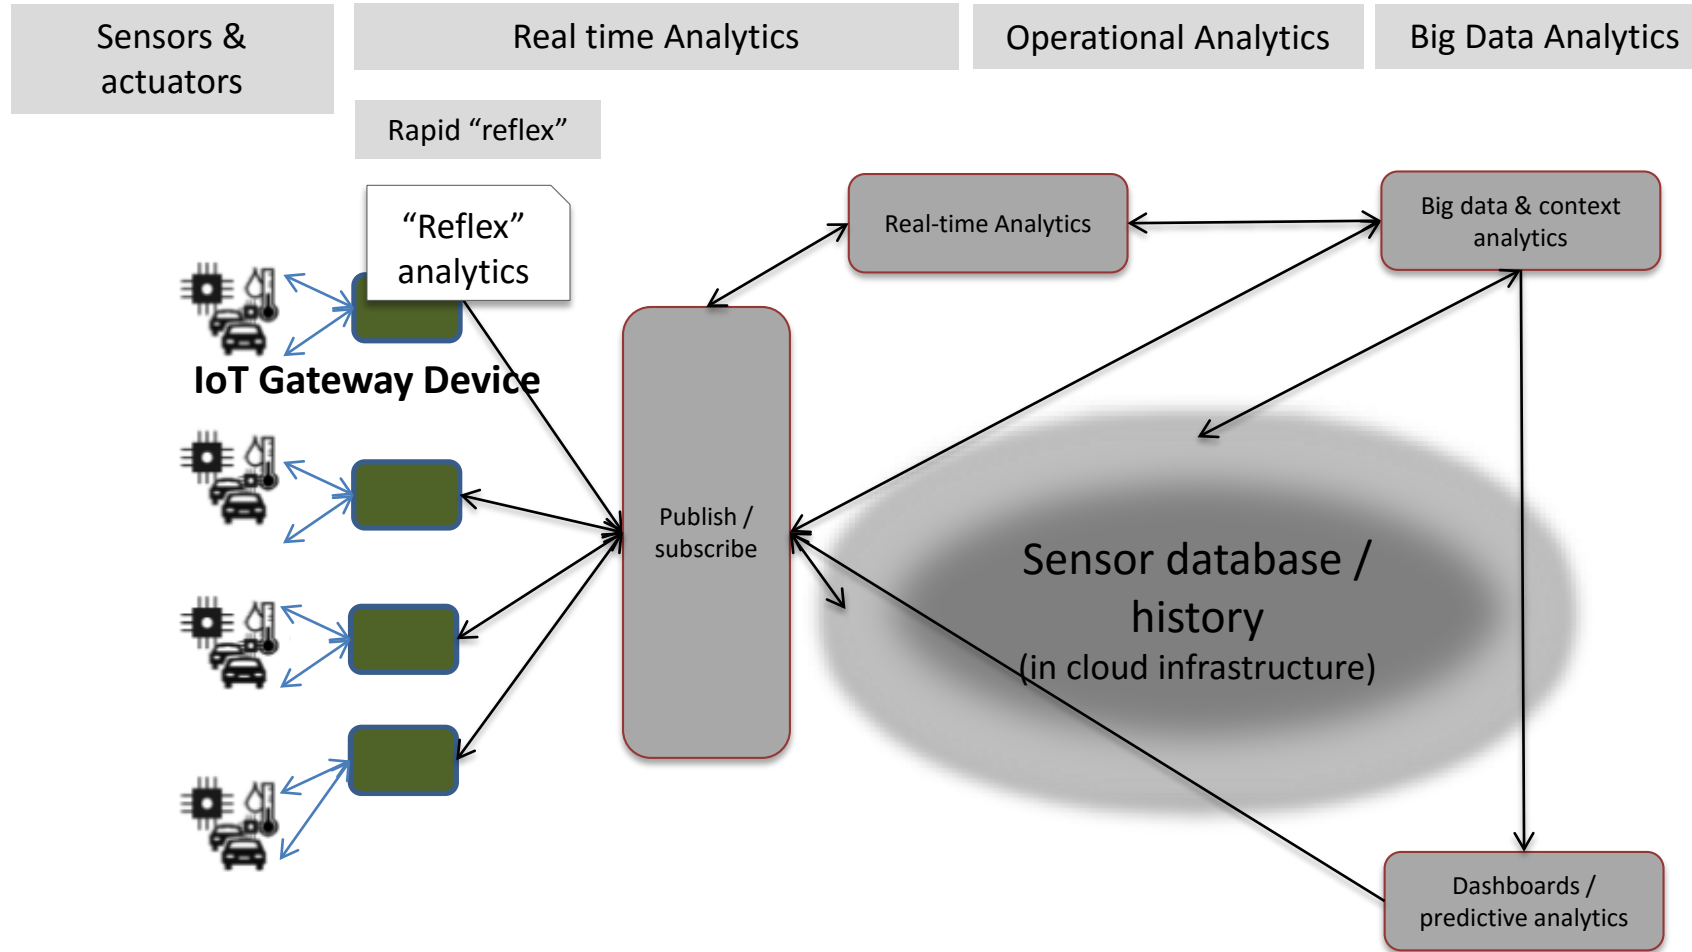 Sensors &
actuators
Real time Analytics
Operational Analytics
Big Data Analytics
Rapid “reflex”
“Reflex”
analytics
Real-time Analytics
Big data & context
analytics
IoT Gateway Device
Publish /
subscribe
Sensor database /
history
(in cloud infrastructure)
Dashboards /
predictive analytics